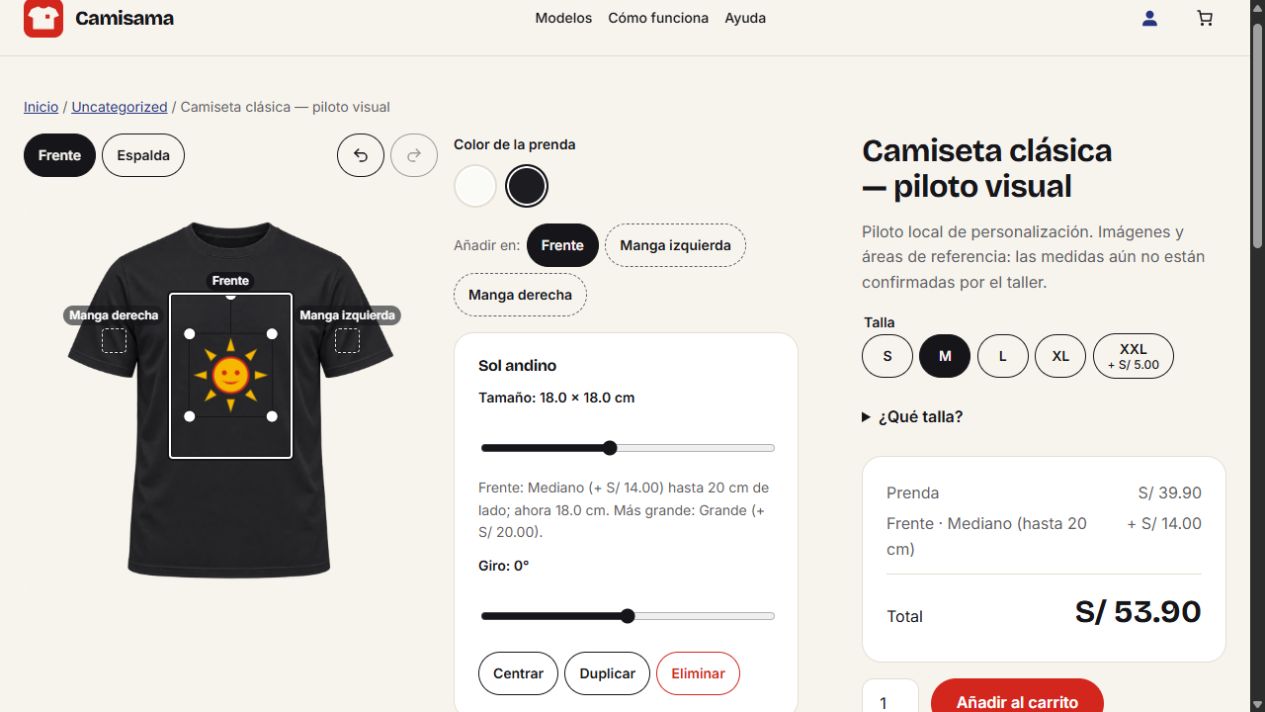 Camisama
Modelos Cómo funciona Ayuda
Inicio / Uncategorized / Camiseta clásica — piloto visual
Frente Espalda
Frente
Manga derecha
Manga izquierda
Color de la prenda
Añadir en: Frente Manga izquierda
Manga derecha
Sol andino
Tamaño: 18.0 × 18.0 cm
Frente: Mediano (+ S/ 14.00) hasta 20 cm de
lado; ahora 18.0 cm. Más grande: Grande (+
S/ 20.00).
Giro: 0°
Centrar Duplicar Eliminar
Camiseta clásica
— piloto visual
Piloto local de personalización. Imágenes y
áreas de referencia: las medidas aún no están
confirmadas por el taller.
Talla
S M L XL XXL
+ S/ 5.00
¿Qué talla?
Prenda S/ 39.90
Frente · Mediano (hasta 20 + S/ 14.00
cm)
Total S/ 53.90
1 Añadir al carrito